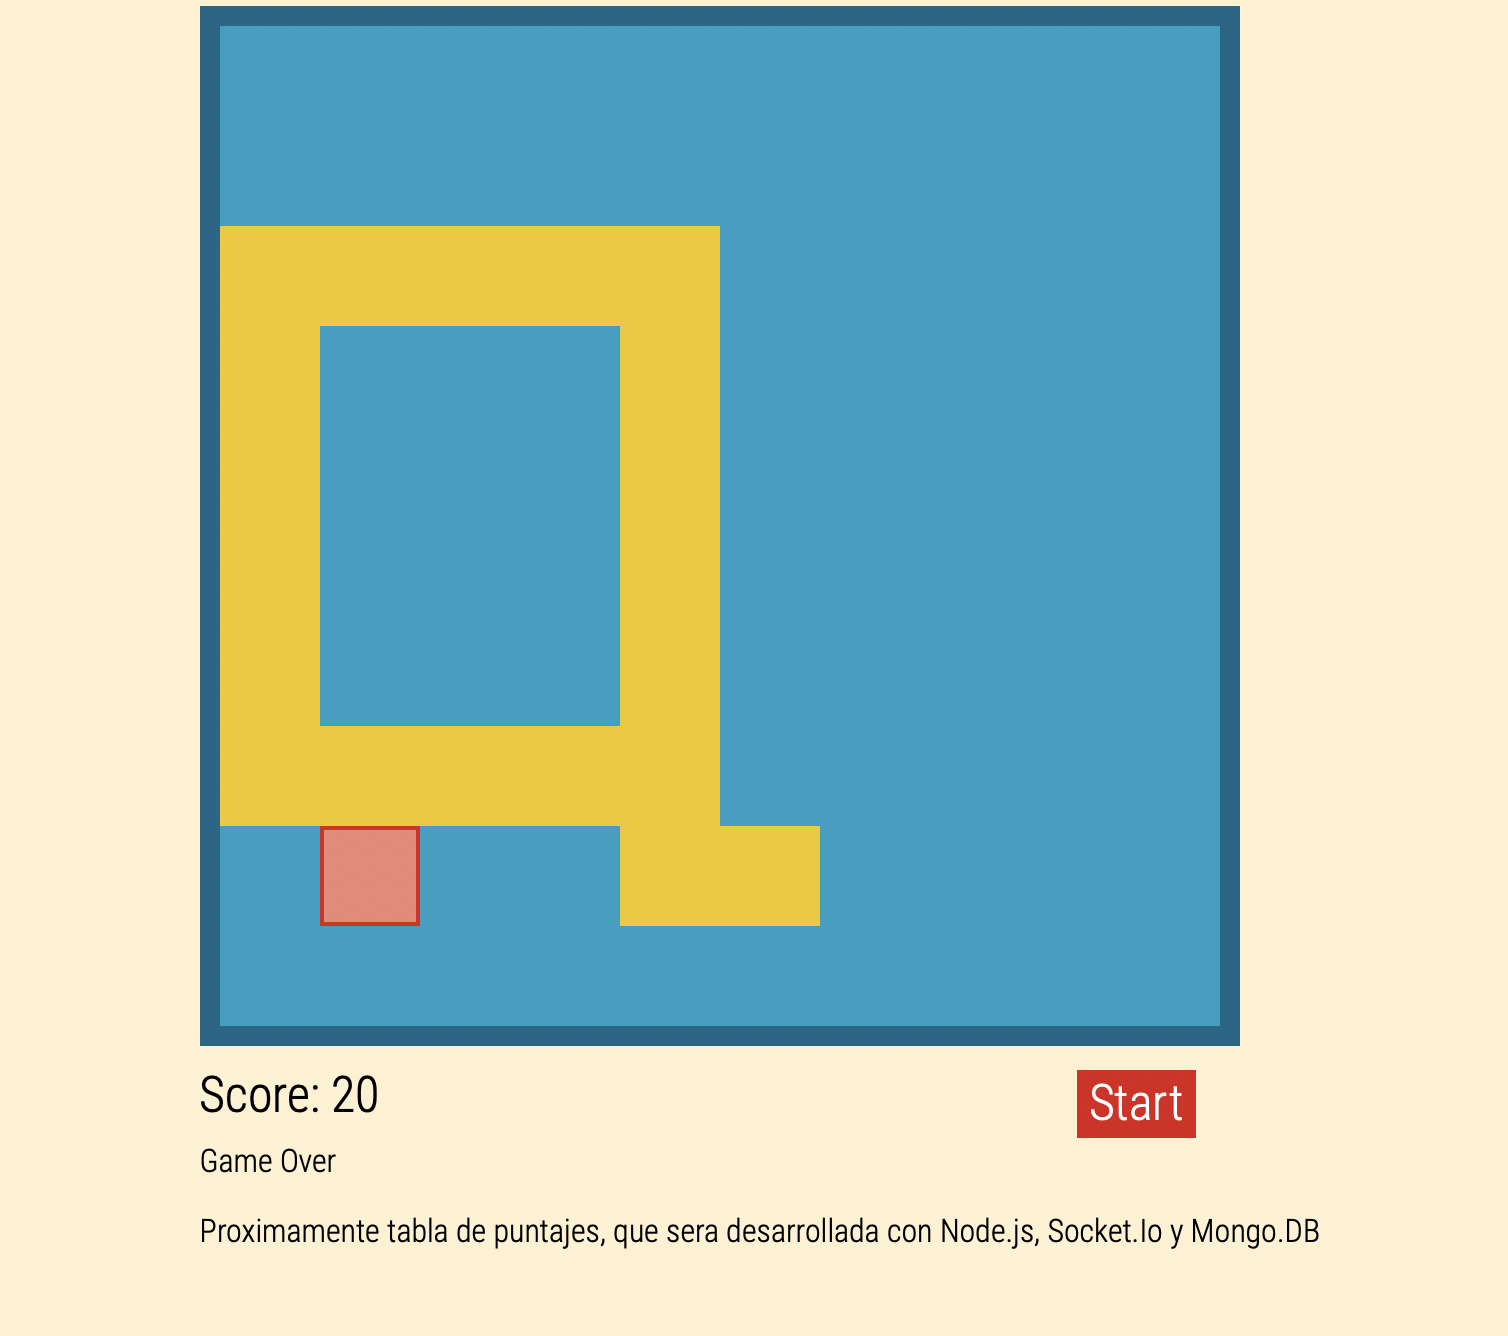 Score: 20
Start
Game Over
Proximamente tabla de puntajes, que sera desarrollada con Node.js, Socket.Io y Mongo.DB